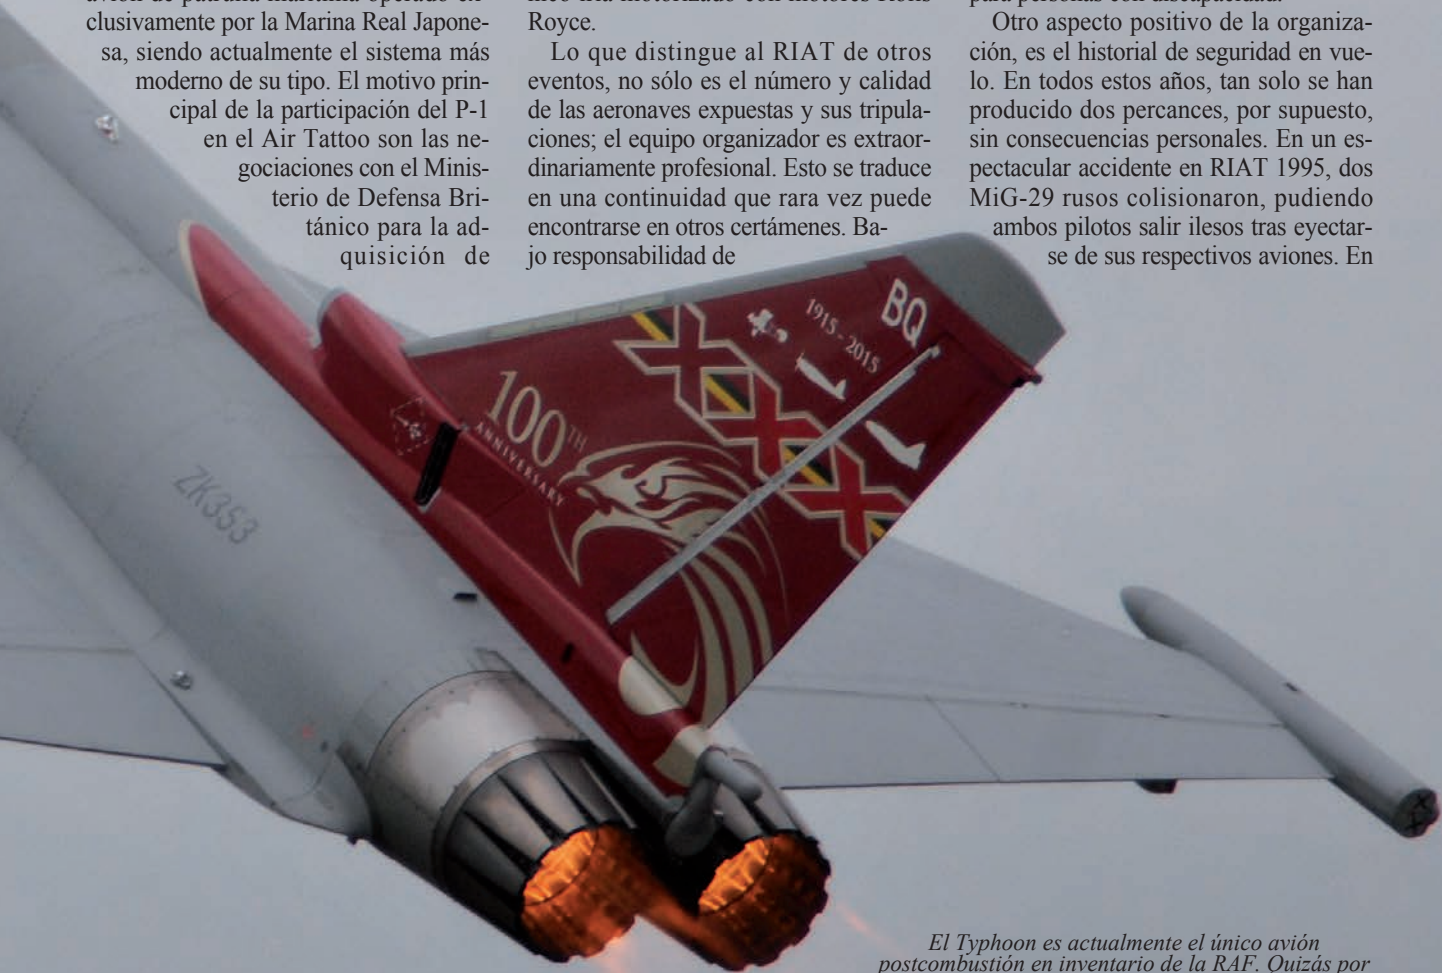 clusivamente por la Marina Real Japone-
sa, siendo actualmente el sistema más
moderno de su tipo. El motivo prin-
cipal de la participación del P-1
en el Air Tattoo son las ne-
gociaciones con el Minis-
terio de Defensa Bri-
tánico para la ad-
quisición de
Royce.
Lo que distingue al RIAT de otros
eventos, no sólo es el número y calidad
de las aeronaves expuestas y sus tripula-
ciones; el equipo organizador es extraor-
dinariamente profesional. Esto se traduce
en una continuidad que rara vez puede
encontrarse en otros certámenes. Ba-
jo responsabilidad de
para personas con discapacidad.
Otro aspecto positivo de la organiza-
ción, es el historial de seguridad en vue-
lo. En todos estos años, tan solo se han
producido dos percances, por supuesto,
sin consecuencias personales. En un es-
pectacular accidente en RIAT 1995, dos
MiG-29 rusos colisionaron, pudiendo
ambos pilotos salir ilesos tras eyectar-
se de sus respectivos aviones. En
BQ
1915 - 2015
100TH
ANNIVERSARY
ZK353
El Typhoon es actualmente el único avión
postcombustión en inventario de la RAF. Quizás por